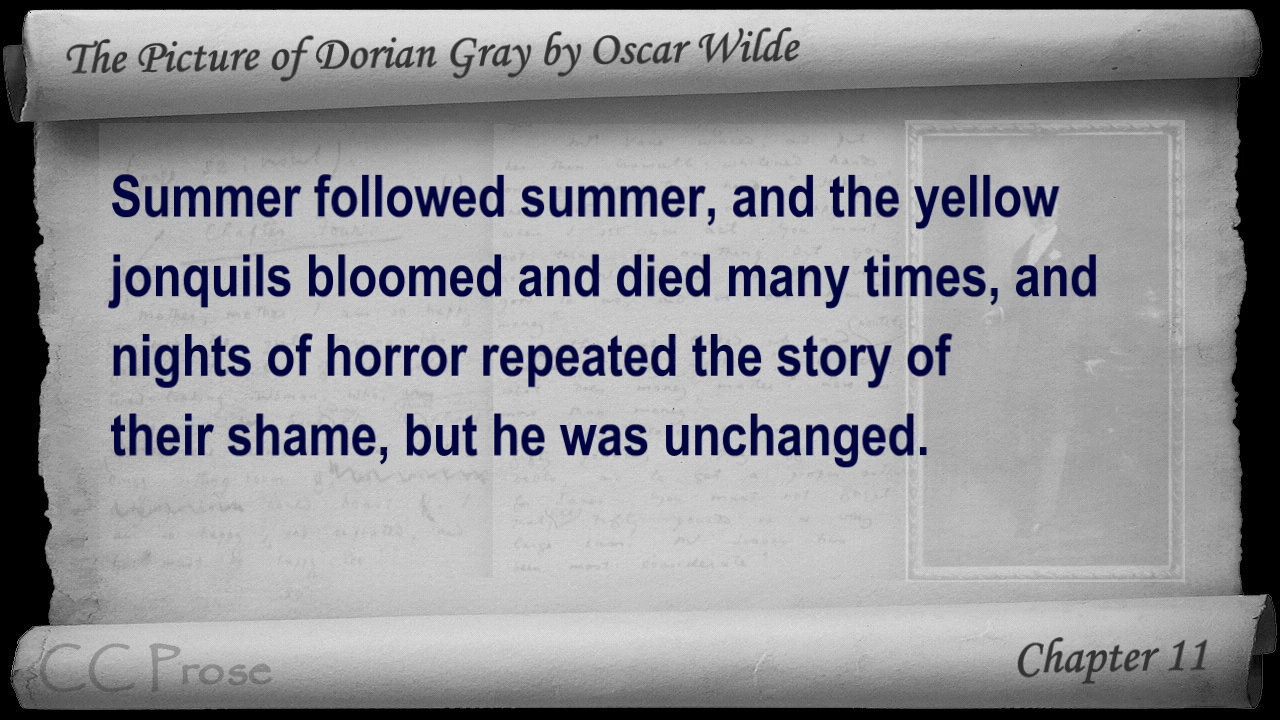 The Picture of Dorian Gray by Oscar Wilde
Summer followed summer, and the yellow
jonquils bloomed and died many times, and
nights of horror repeated the story of
their shame, but he was unchanged.
CC Prose
Chapter 11